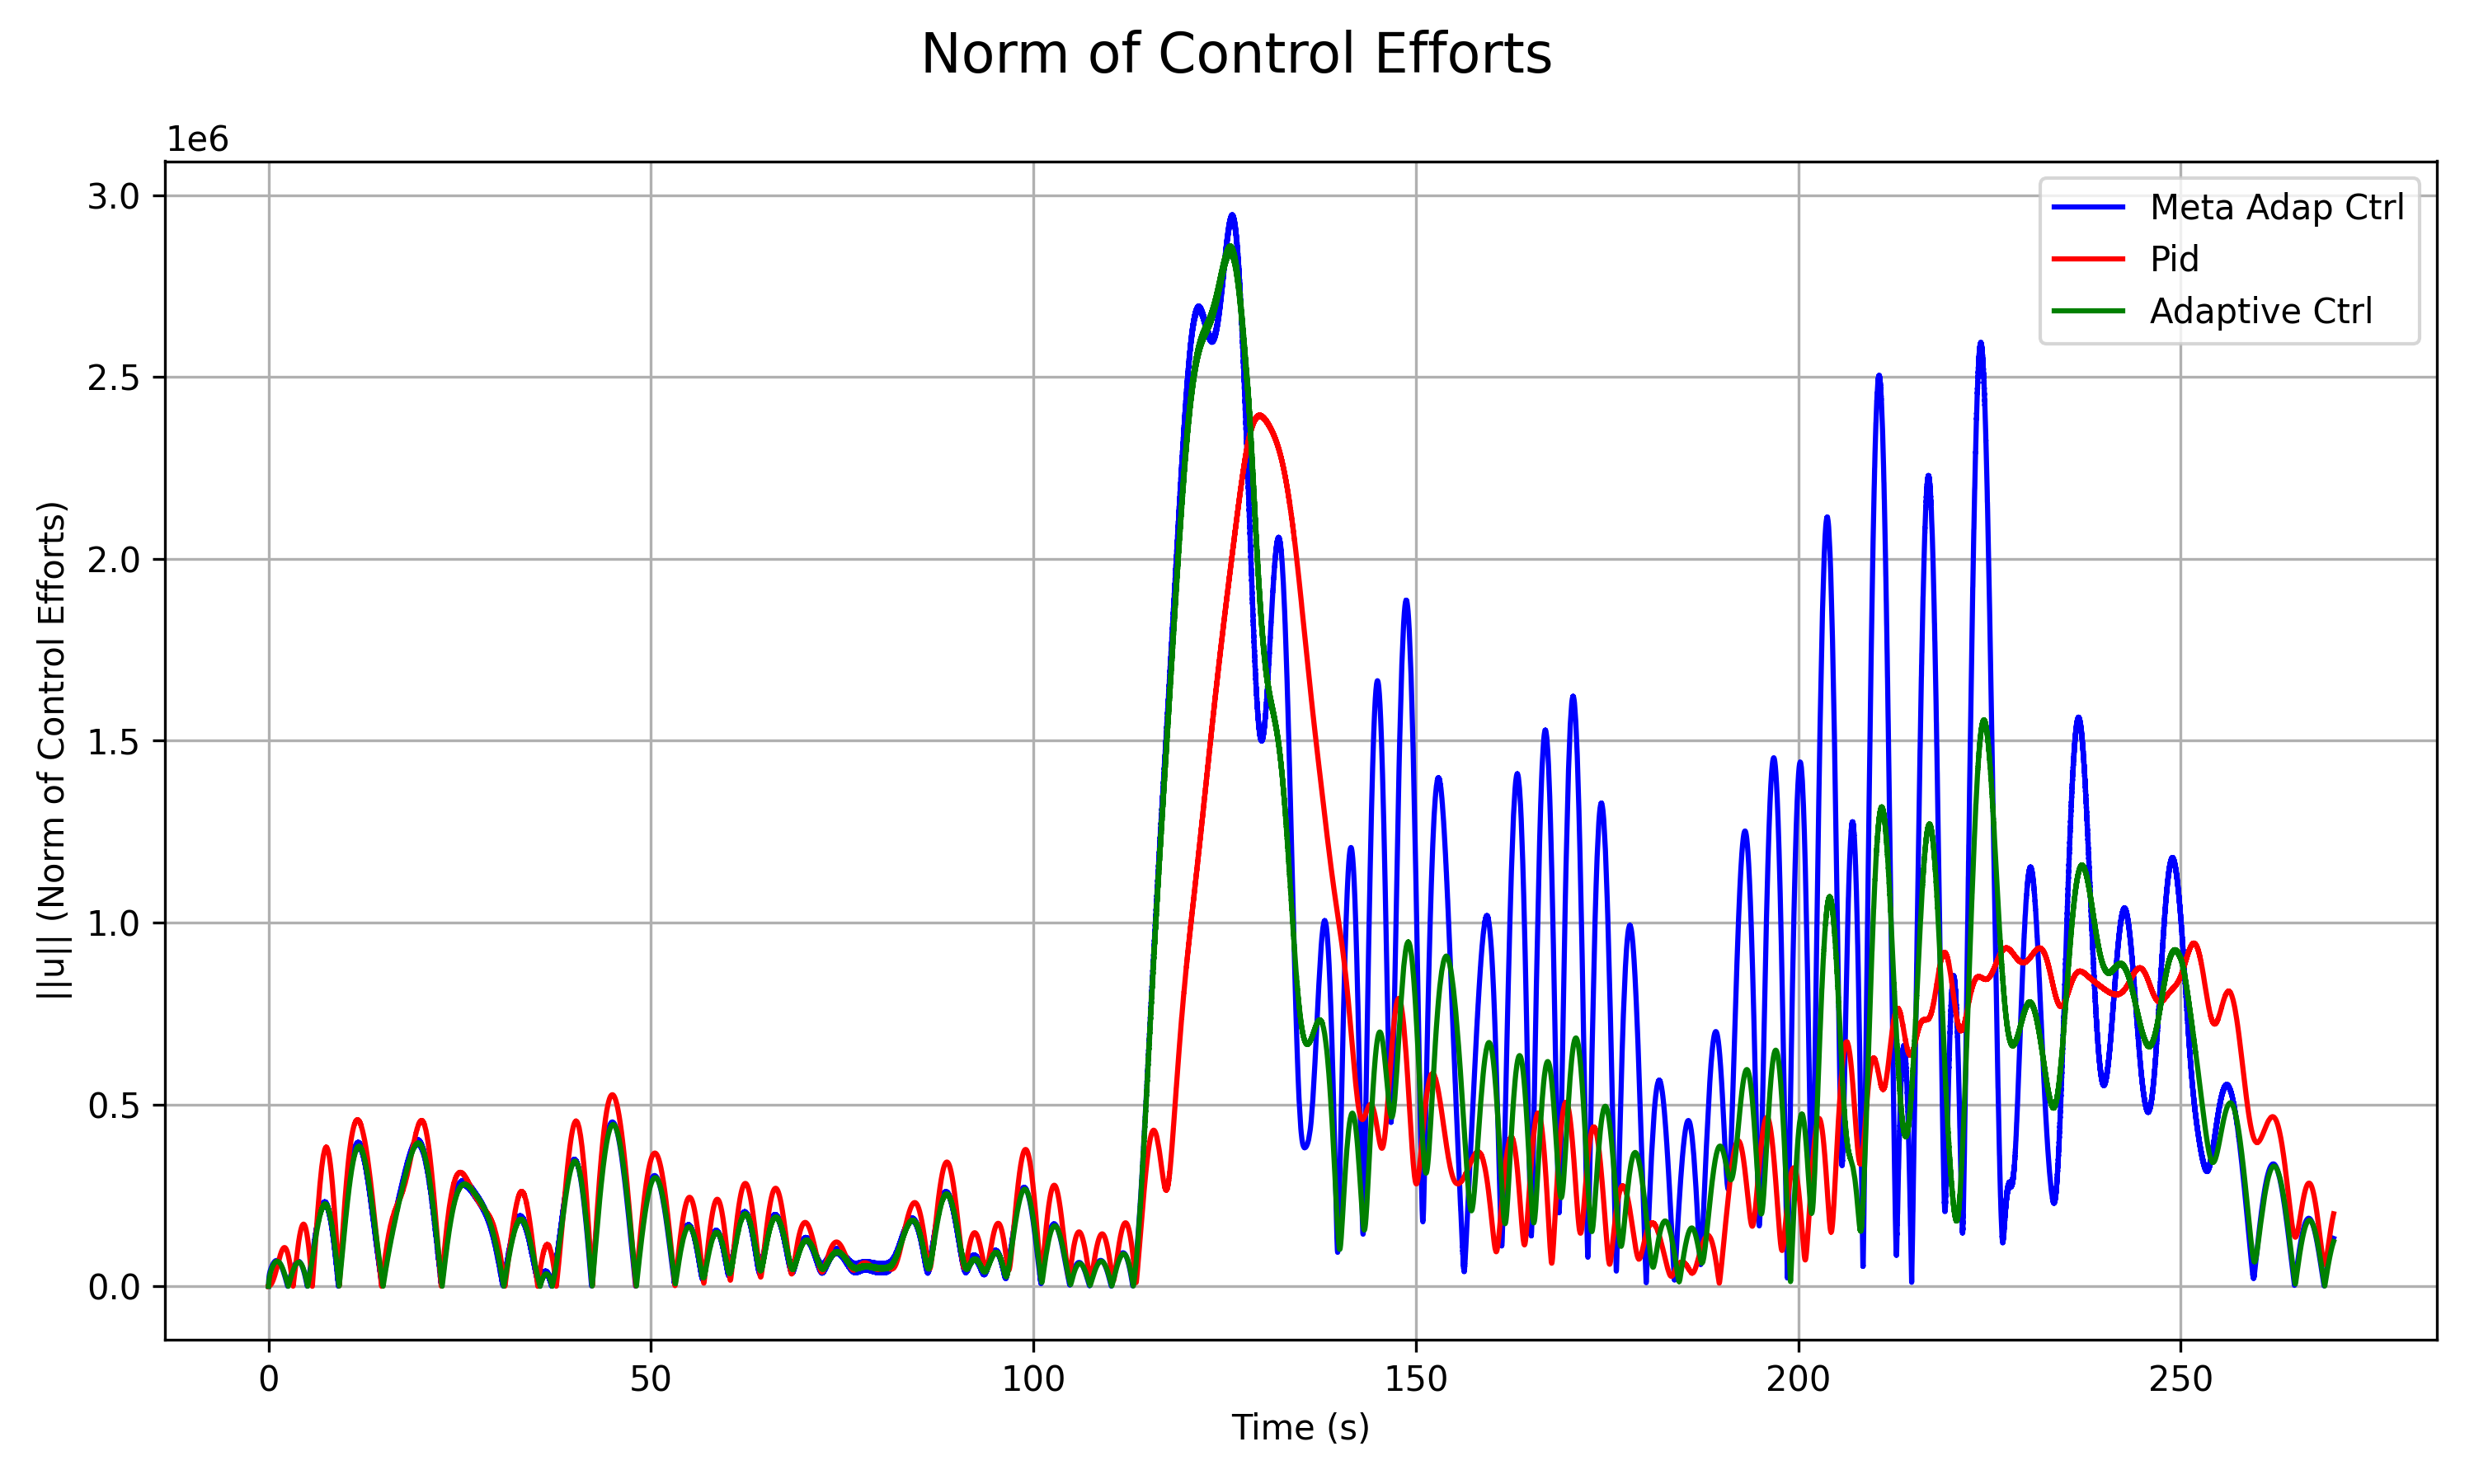 Norm of Control Efforts
1e6
3.0
2.5
2.0
1.5
1.0
0.5
0.0
||u|| (Norm of Control Efforts)
Meta Adap Ctrl
Pid
Adaptive Ctrl
0 50 100 150 200 250
Time (s)